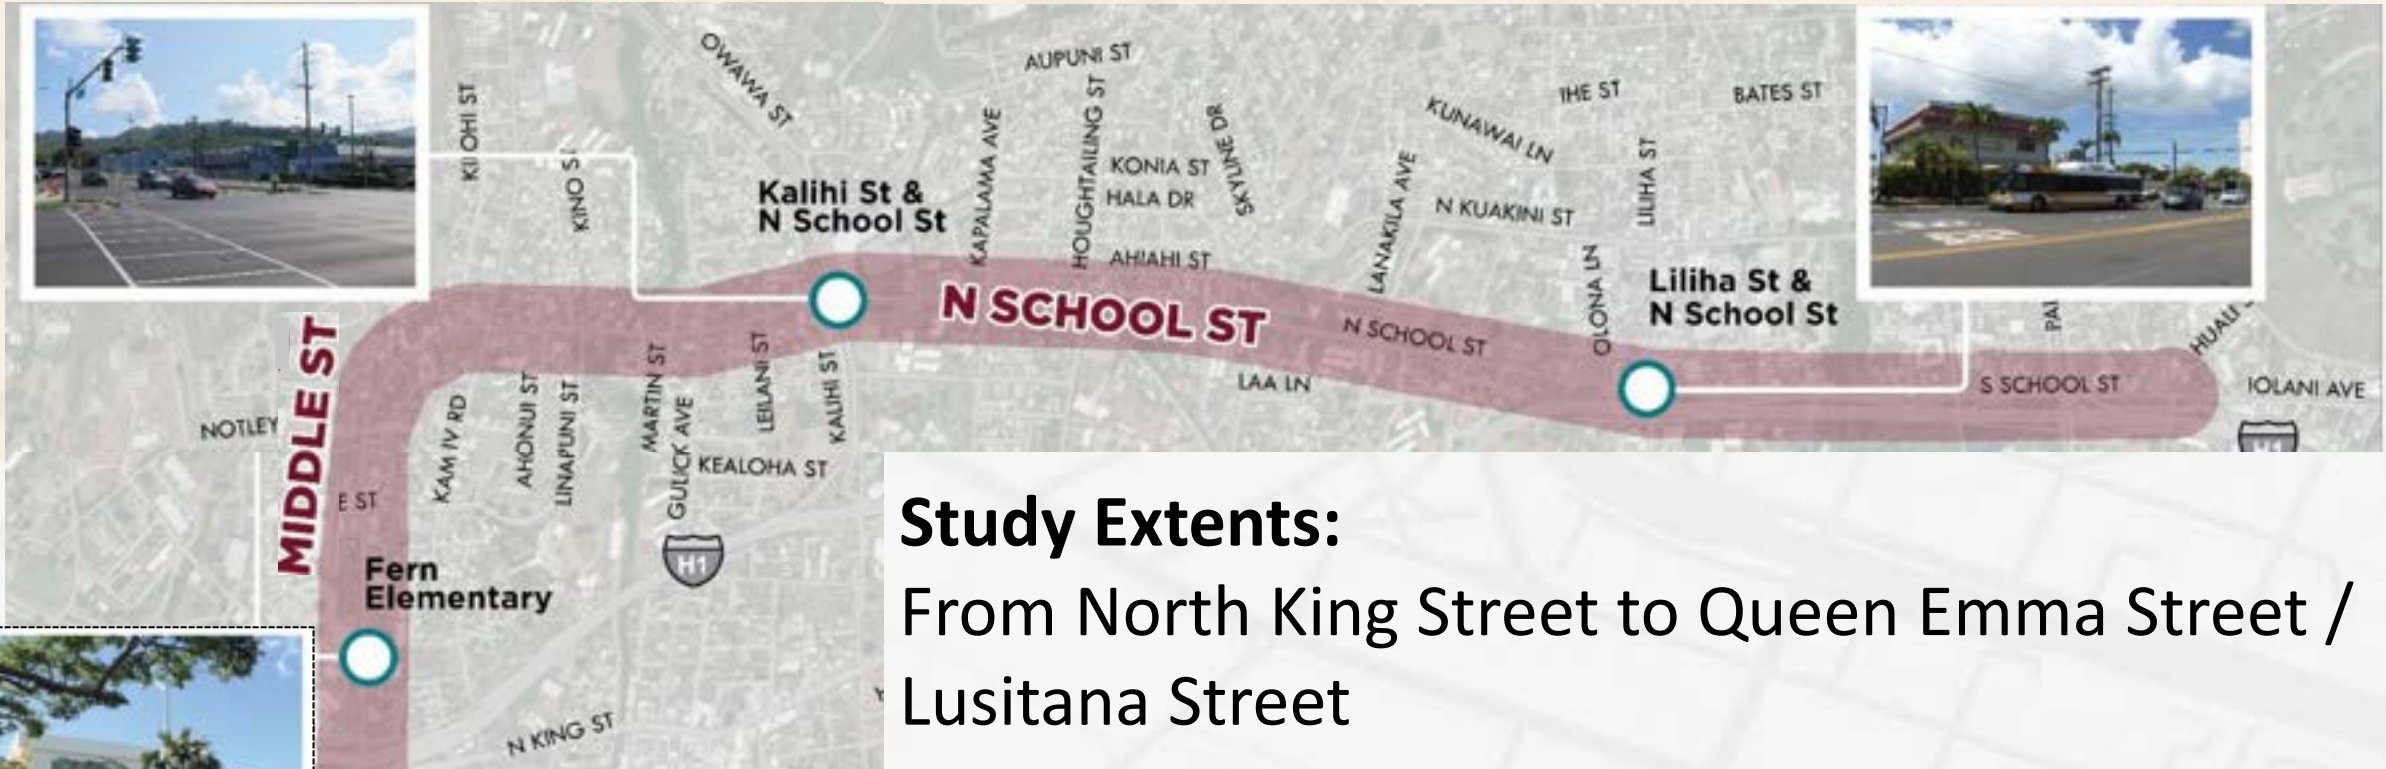 OWAWA ST
AUPUNI ST
KILOHI ST
KINO ST
KAPALAMA AVE
HOUGHTAILING ST
KONIA ST
HALA DR
SKYLINE DR
AHIAHI ST
KUNAWAI LN
IHE ST
BATES ST
LILIHA ST
LANAKILA AVE
N KUAKINI ST
OLONA LN
Kalihi St &
N School St
Liliha St &
N School St
N SCHOOL ST
N SCHOOL ST
S SCHOOL ST
HUALI
IOLANI AVE
H1
LAA LN
MIDDLE ST
NOTLEY
E ST
KAM IV RD
AHONUI ST
LINAPUNI ST
MARTIN ST
GULICK AVE
LEILANI ST
KALIHI ST
KEALOHA ST
H1
Fern
Elementary
N KING ST
Study Extents:
From North King Street to Queen Emma Street /
Lusitana Street